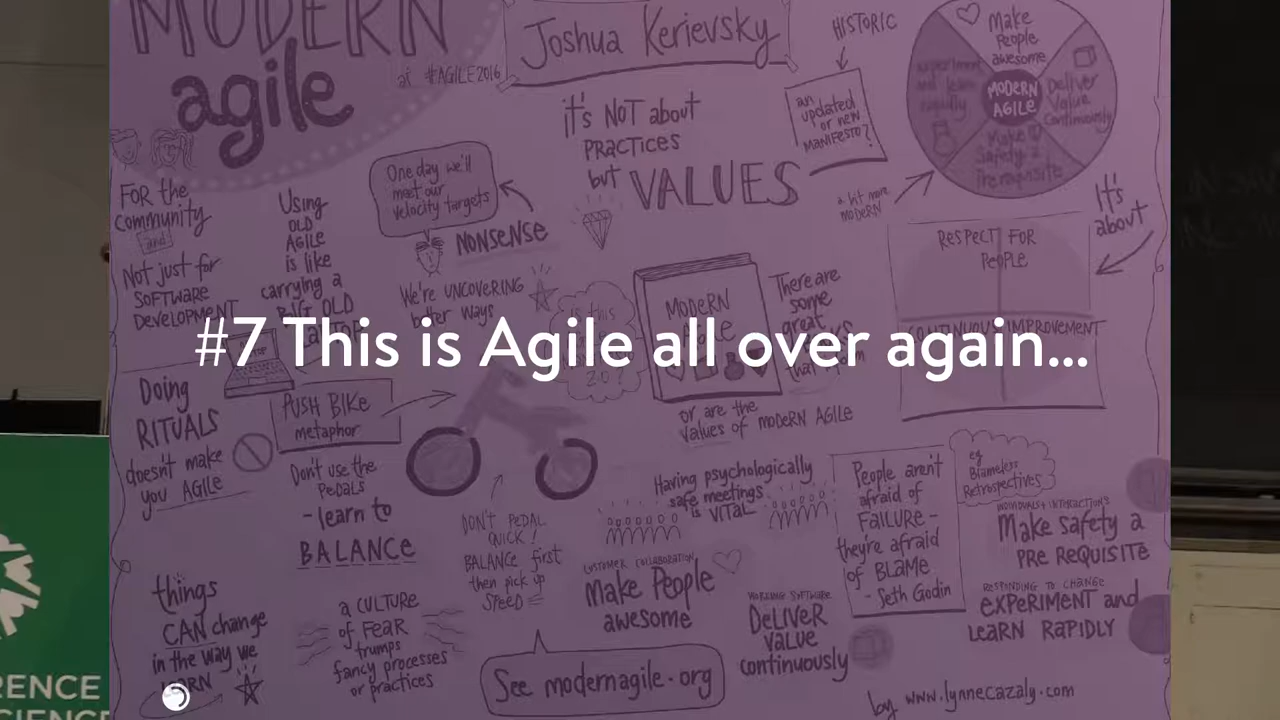 MODERN
agile
at #AGILE2016
Joshua Kerievsky
HISTORIC
an
updated
or new
MANIFESTO?
it's NOT about
PRACTICES
but VALUES
a bit more
MODERN
Make
People
awesome
Deliver
Value
Continuously
MODERN
AGILE
Make
Safety a
Prerequisite
experiment
and learn
rapidly
It's
about
RESPECT FOR
PEOPLE
CONTINUOUS IMPROVEMENT
FOR the
community
and
Not just for
SOFTWARE
DEVELOPMENT
Using
OLD
AGILE
is like
carrying a
BIG OLD
One day we'll
meet our
velocity targets
NONSENSE
We're UNCOVERING
better ways
is this
MODERN
There are
some
great
#7 This is Agile all over again...
or are the
values of MODERN AGILE
Doing
RITUALS
doesn't make
you AGILE
PUSH BIKE
metaphor
Don't use the
PEDALS
- learn to
BALANCE
DON'T PEDAL
QUICK!
BALANCE first
then pick up
SPEED
Having psychologically
safe meetings
is VITAL
People aren't
afraid of
FAILURE -
they're afraid
of BLAME
- Seth Godin
eg
Blameless
Retrospectives
INDIVIDUALS & INTERACTIONS
Make Safety a
PRE REQUISITE
RESPONDING TO CHANGE
EXPERIMENT and
LEARN RAPIDLY
CUSTOMER COLLABORATION
Make People
awesome
WORKING SOFTWARE
DELIVER
VALUE
continuously
things
CAN change
in the way we
LEARN
a CULTURE
of FEAR
trumps
fancy processes
or practices
See modernagile.org
by www.lynnecazaly.com
RENCE
CIENC